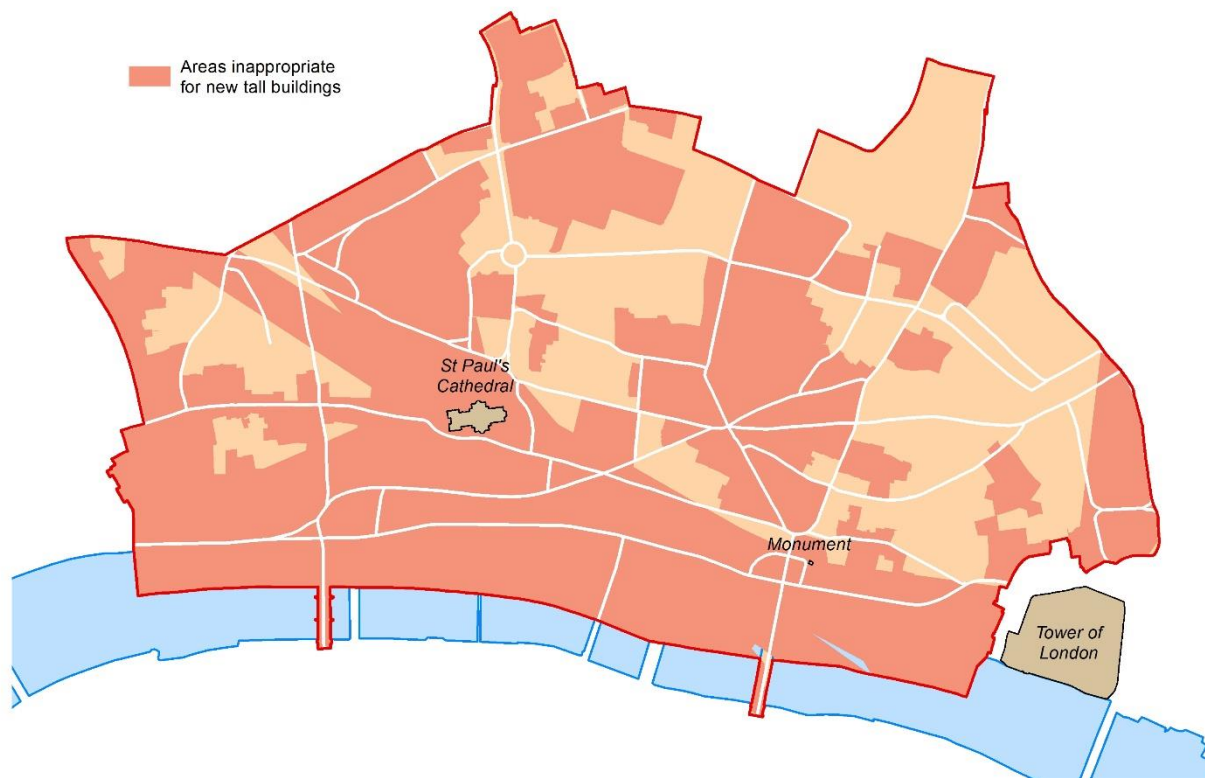 Areas inappropriate
for new tall buildings
St Paul's
Cathedral
Monument
Tower of
London